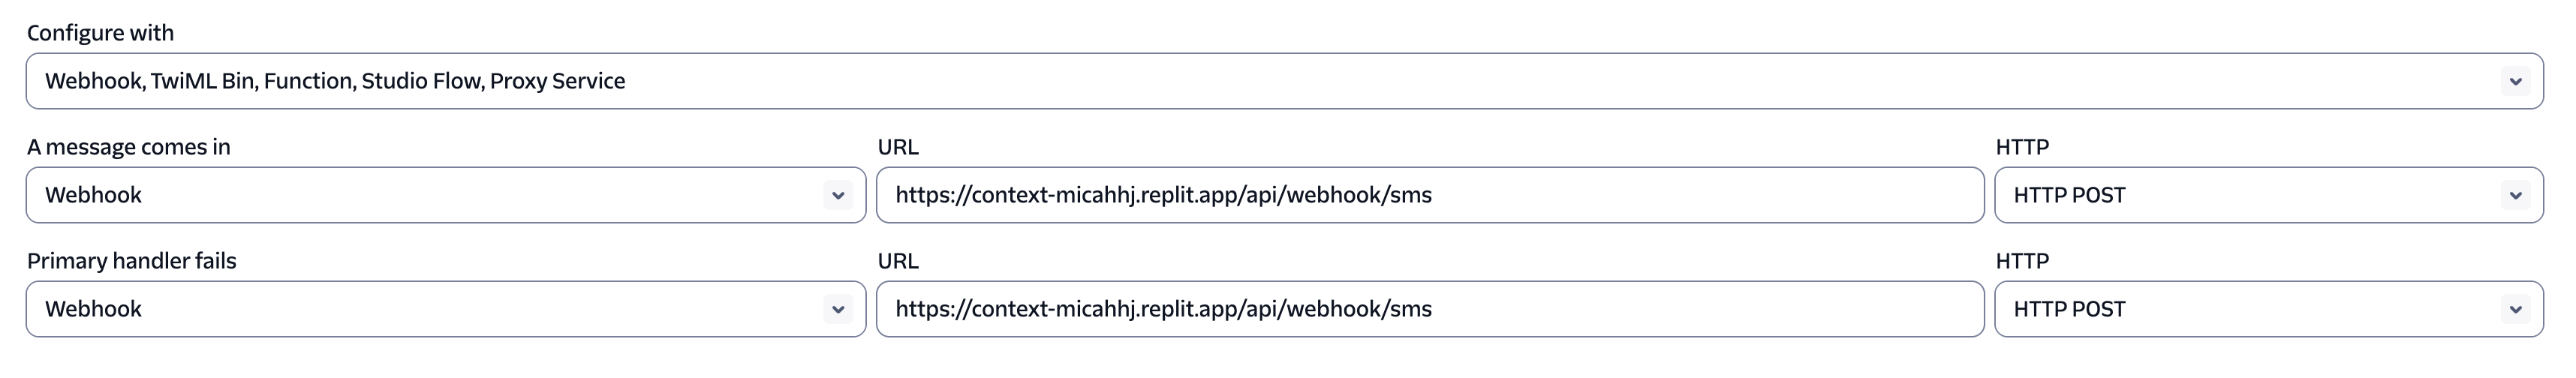 Configure with
Webhook, TwiML Bin, Function, Studio Flow, Proxy Service
A message comes in
URL
HTTP
Webhook
https://context-micahhj.replit.app/api/webhook/sms
HTTP POST
Primary handler fails
URL
HTTP
Webhook
https://context-micahhj.replit.app/api/webhook/sms
HTTP POST